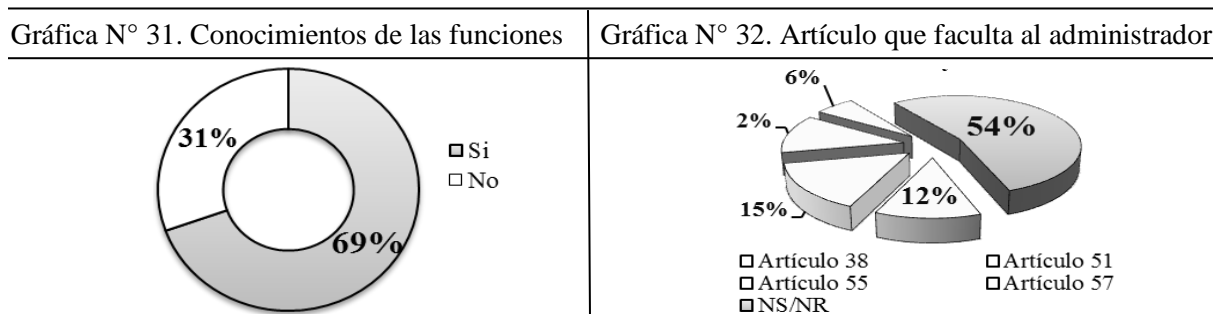 Gráfica N° 31. Conocimientos de las funciones
Gráfica N° 32. Artículo que faculta al administrador
31%
69%
Si
No
6%
54%
2%
15%
12%
Artículo 38
Artículo 51
Artículo 55
Artículo 57
NS/NR